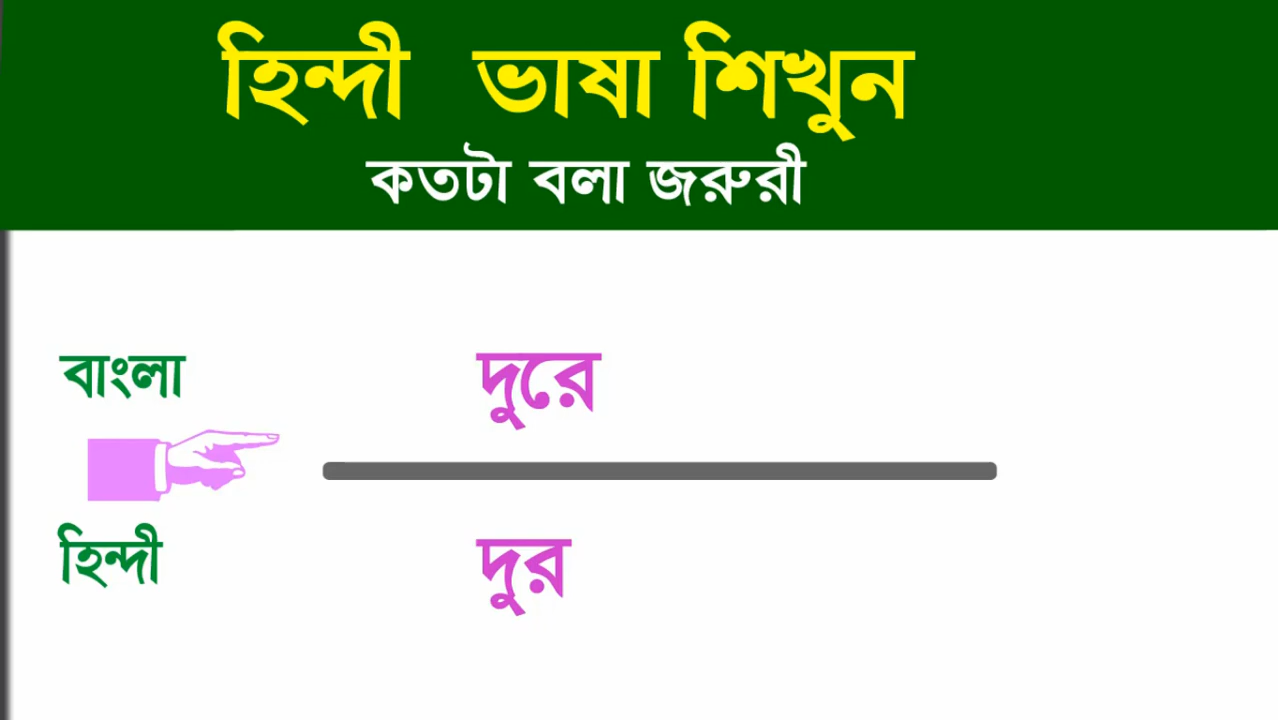 হিন্দী ভাষা শিখুন
কতটা বলা জরুরী
বাংলা
দুরে
হিন্দী
দুর